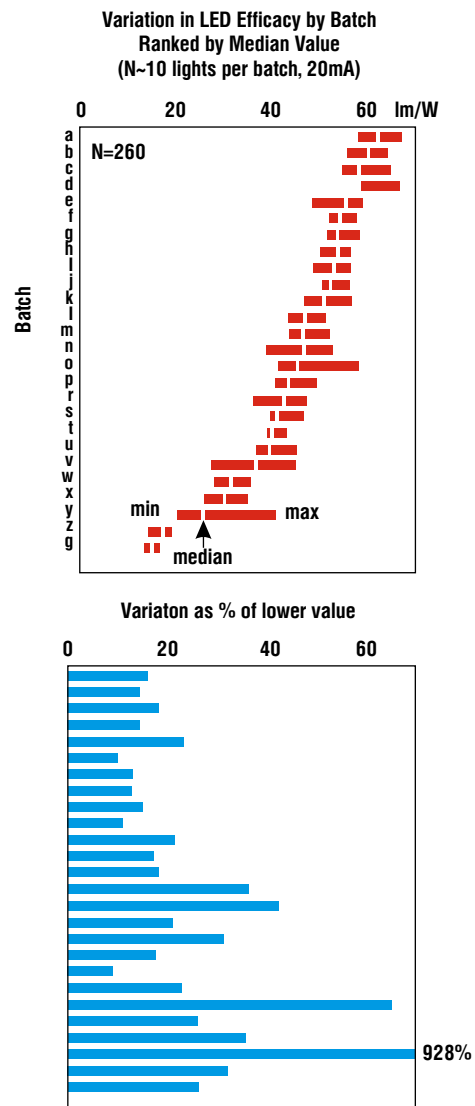 Variation in LED Efficacy by Batch
Ranked by Median Value
(N~10 lights per batch, 20mA)
0 20 40 60 lm/W
N=260
Batch
a
b
c
d
e
f
g
h
I
j
k
l
m
n
o
p
r
s
t
u
v
w
x
y
z
g
min
max
median
Variaton as % of lower value
0 20 40 60
928%